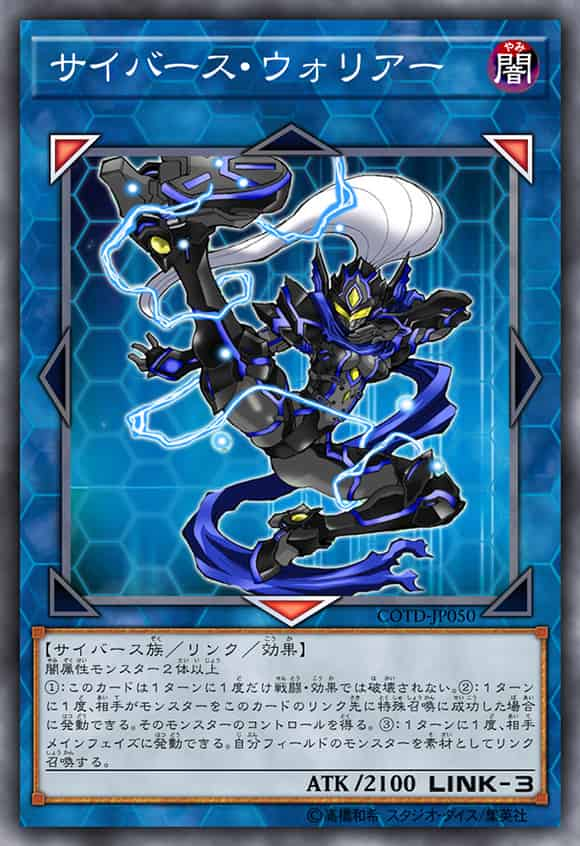 サイバース・ウォリアー
やみ
闇
COTD-JP050
【サイバース族／リンク／効果】
闇属性モンスター２体以上
①：このカードは１ターンに１度だけ戦闘・効果では破壊されない。②：１ターン
に１度、相手がモンスターをこのカードのリンク先に特殊召喚に成功した場合
に発動できる。そのモンスターのコントロールを得る。③：１ターンに１度、相手
メインフェイズに発動できる。自分フィールドのモンスターを素材としてリンク
召喚する。
ATK/2100 LINK-3
©高橋和希 スタジオ・ダイス/集英社